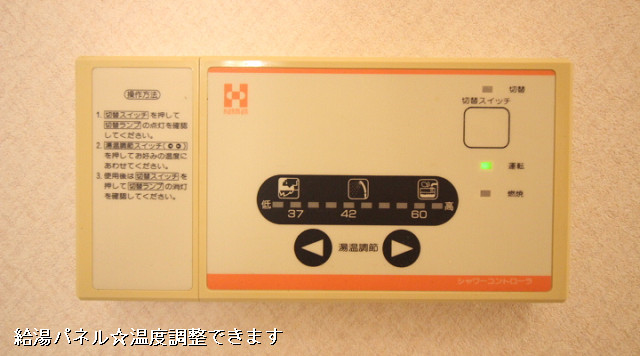 操作方法
1. 切替スイッチを押して
切替ランプの点灯を確認
してください。
2. 湯温調節スイッチ(◀▶)
を押してお好みの温度に
あわせてください。
3. 使用後は切替スイッチを
押して切替ランプの消灯
を確認してください。
切替
切替スイッチ
運転
燃焼
低 高
37 42 60
湯温調節
シャワーコントローラ
給湯パネル☆温度調整できます